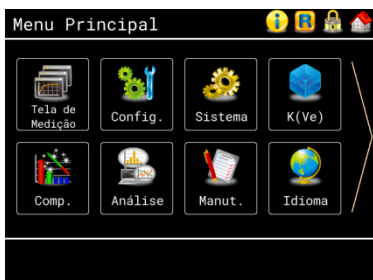 Menu Principal
i R
Tela de
Medição
Config.
Sistema
K(Ve)
Comp.
Análise
Manut.
Idioma